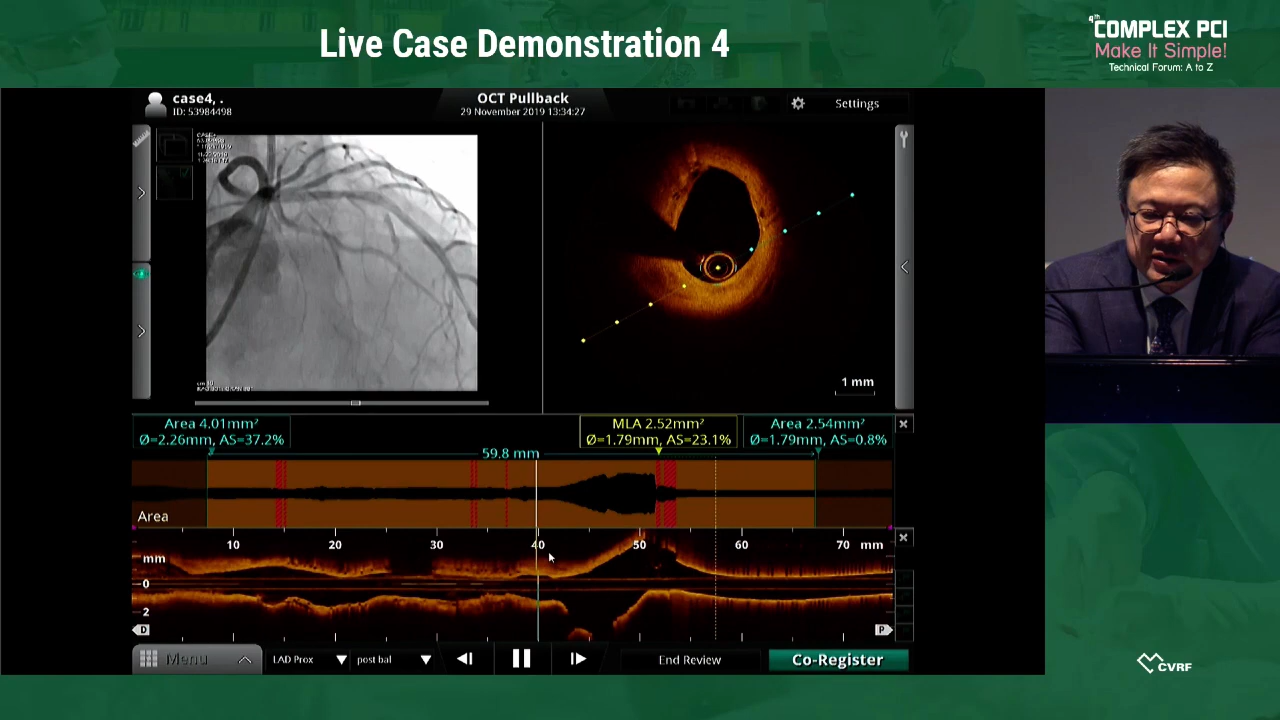 Live Case Demonstration 4
9th COMPLEX PCI
Make It Simple!
Technical Forum: A to Z
case4, .
ID: 53984498
OCT Pullback
29 November 2019 13:34:27
Settings
1 mm
Area 4.01mm²
Ø=2.26mm, AS=37.2%
MLA 2.52mm²
Ø=1.79mm, AS=23.1%
Area 2.54mm²
Ø=1.79mm, AS=0.8%
59.8 mm
Area
10 20 30 40 50 60 70 mm
mm
0
2
D P
Menu LAD Prox post bal End Review Co-Register
CVRF